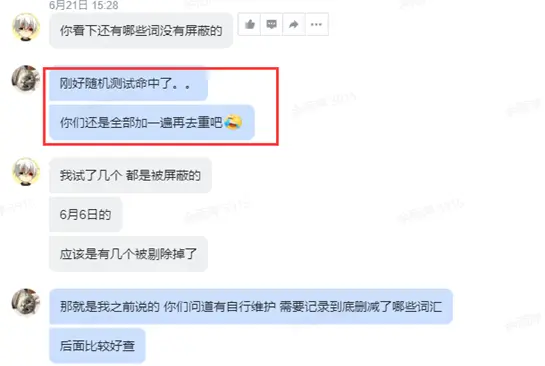 6月21日 15:28
你看下还有哪些词没有屏蔽的
刚好随机测试命中了。。
你们还是全部加一遍再去重吧
我试了几个 都是被屏蔽的
6月6日的
应该是有几个被剔除掉了
那就是我之前说的 你们问道有自行维护 需要记录到底删减了哪些词汇
后面比较好查